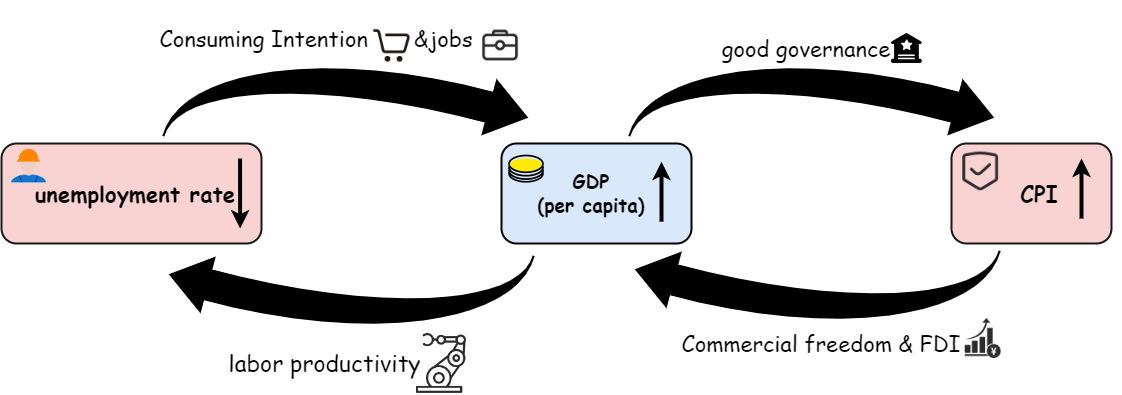 Consuming Intention &jobs
good governance
unemployment rate
GDP
(per capita)
CPI
labor productivity
Commercial freedom & FDI
¥